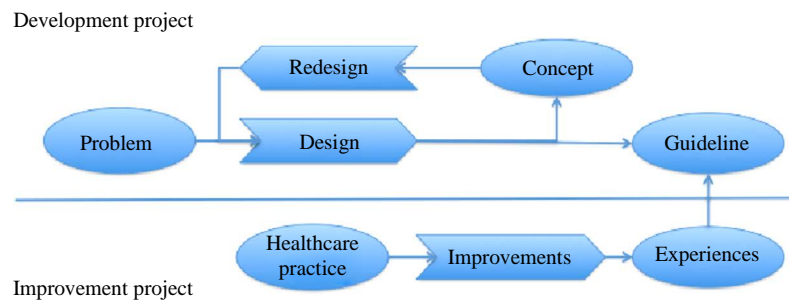 Development project
Redesign
Concept
Problem
Design
Guideline
Healthcare
practice
Improvements
Experiences
Improvement project